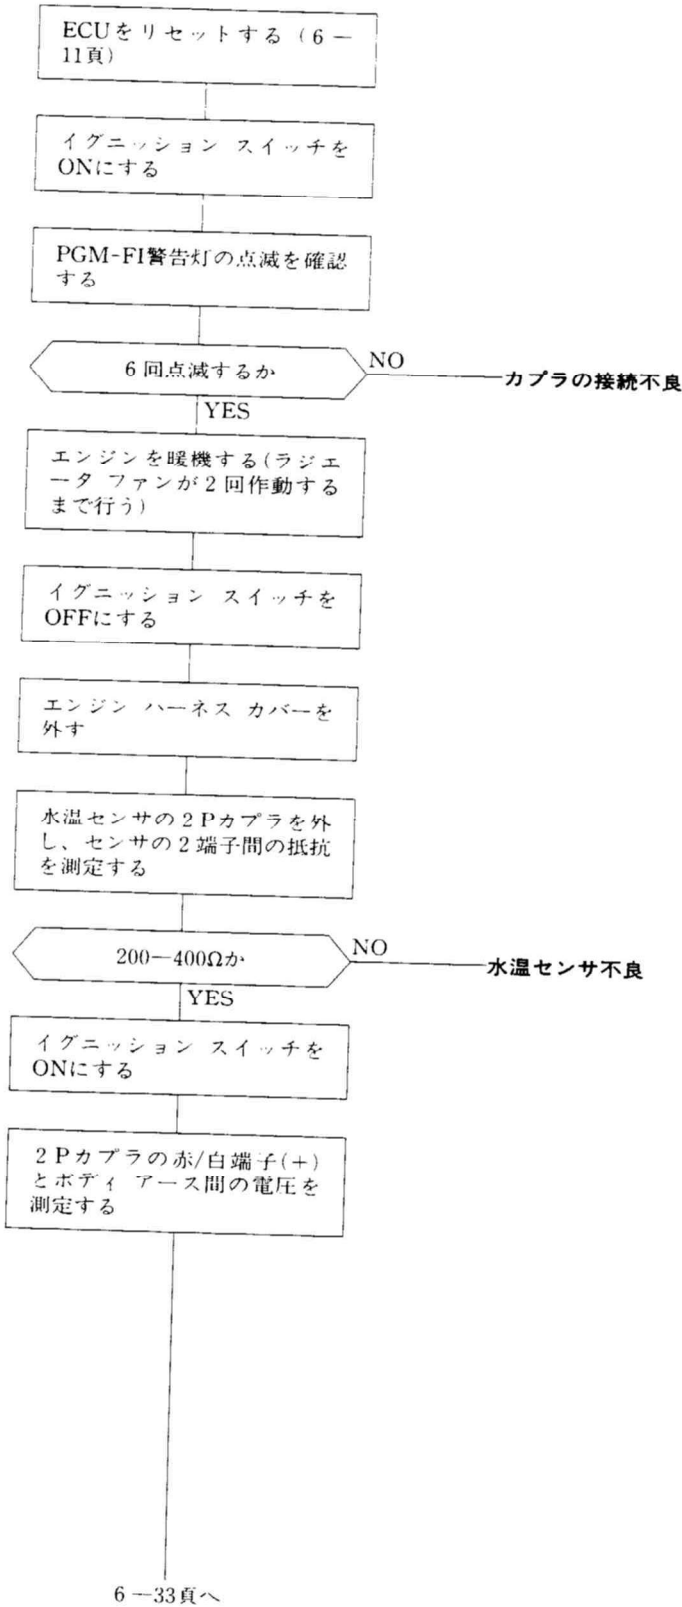 ECUをリセットする（6－
11頁）
イグニッション スイッチを
ONにする
PGM-FI警告灯の点滅を確認
する
6回点滅するか
NO
カプラの接続不良
YES
エンジンを暖機する(ラジエ
ータ ファンが2回作動する
まで行う)
イグニッション スイッチを
OFFにする
エンジン ハーネス カバーを
外す
水温センサの2Pカプラを外
し、センサの2端子間の抵抗
を測定する
200－400Ωか
NO
水温センサ不良
YES
イグニッション スイッチを
ONにする
2Pカプラの赤/白端子(+)
とボディ アース間の電圧を
測定する
6－33頁へ